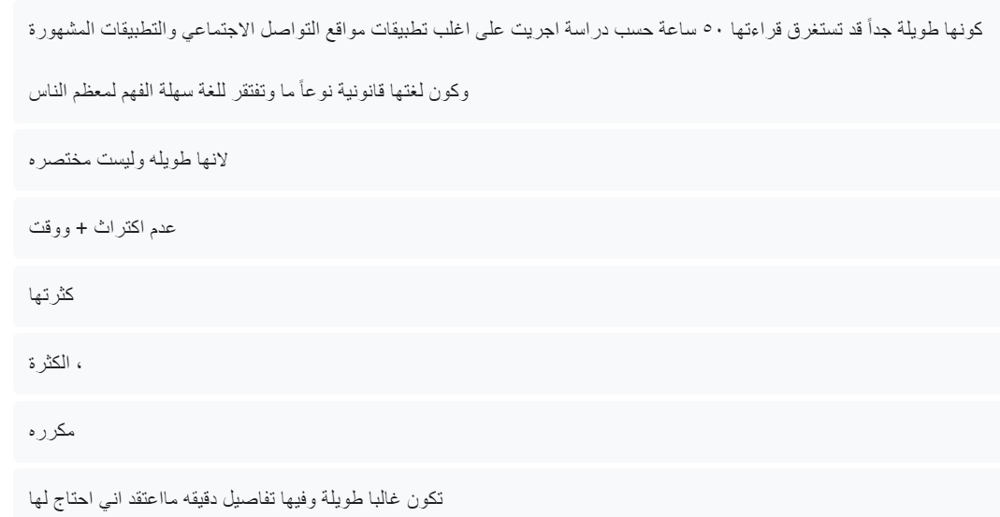 كونها طويلة جداً قد تستغرق قراءتها ٥٠ ساعة حسب دراسة اجريت على اغلب تطبيقات مواقع التواصل الاجتماعي والتطبيقات المشهورة
وكون لغتها قانونية نوعاً ما وتفتقر للغة سهلة الفهم لمعظم الناس
لانها طويله وليست مختصره
عدم اكتراث + ووقت
كثرتها
الكثرة ،
مكرره
تكون غالبا طويلة وفيها تفاصيل دقيقه مااعتقد اني احتاج لها